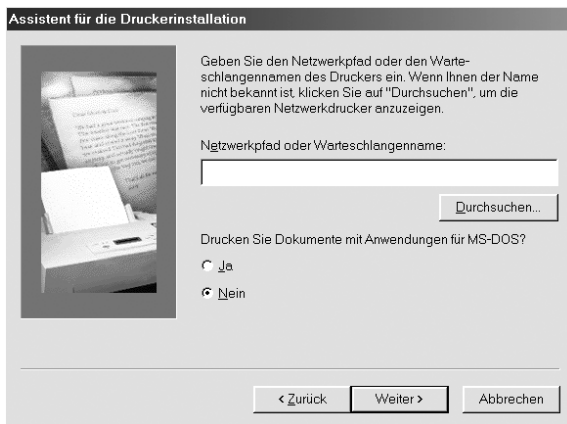 Assistent für die Druckerinstallation
Geben Sie den Netzwerkpfad oder den Warte-
schlangennamen des Druckers ein. Wenn Ihnen der Name
nicht bekannt ist, klicken Sie auf "Durchsuchen", um die
verfügbaren Netzwerkdrucker anzuzeigen.
Netzwerkpfad oder Warteschlangenname:
Durchsuchen...
Drucken Sie Dokumente mit Anwendungen für MS-DOS?
Ja
Nein
< Zurück
Weiter >
Abbrechen